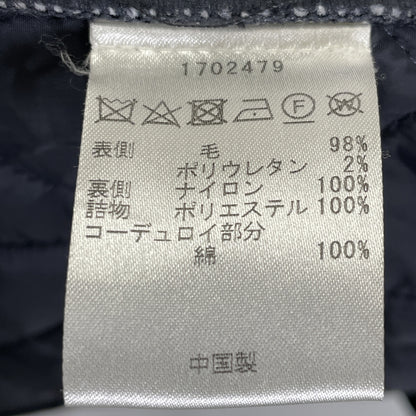 1702479
F W
表側 毛 98%
ポリウレタン 2%
裏側 ナイロン 100%
詰物 ポリエステル 100%
コーデュロイ部分
綿 100%
中国製